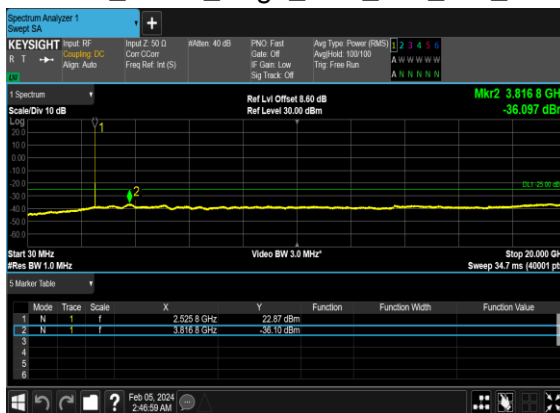 Spectrum Analyzer 1
Swept SA
KEYSIGHT Input: RF Input Z: 50 Ω #Atten: 40 dB PNO: Fast Avg Type: Power (RMS) 1 2 3 4 5 6
R T Coupling: DC Corr CCorr Gate: Off Avg|Hold: 100/100 A W W W W W
Align: Auto Freq Ref: Int (S) IF Gain: Low Trig: Free Run
Sig Track: Off A N N N N N
LXI
1 Spectrum Ref Lvl Offset 8.60 dB Mkr2 3.816 8 GH
Scale/Div 10 dB Ref Level 30.00 dBm -36.097 dBr
Log
20.0
10.0
0.00
-10.0
-20.0
-30.0
-40.0
-50.0
-60.0
1
2
DL1 -25.00 dB
Start 30 MHz Video BW 3.0 MHz* Stop 20.000 GH
#Res BW 1.0 MHz Sweep 34.7 ms (40001 pt
5 Marker Table
Mode Trace Scale X Y Function Function Width Function Value
1 N 1 f 2.525 8 GHz 22.87 dBm
2 N 1 f 3.816 8 GHz -36.10 dBm
3
4
5
6
? Feb 05, 2024
2:46:59 AM